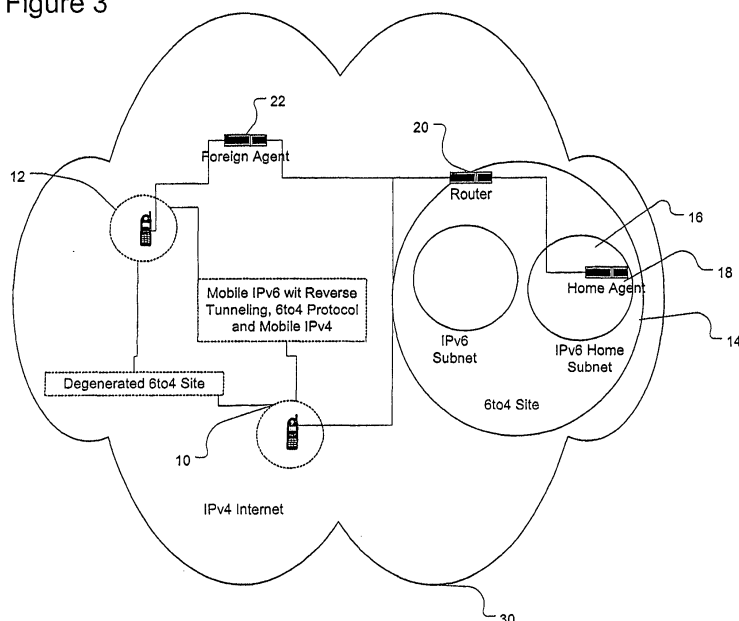 Figure 3
22
Foreign Agent
20
Router
12
16
18
Home Agent
Mobile IPv6 wit Reverse
Tunneling, 6to4 Protocol
and Mobile IPv4
IPv6
Subnet
IPv6 Home
Subnet
14
Degenerated 6to4 Site
6to4 Site
10
IPv4 Internet
30